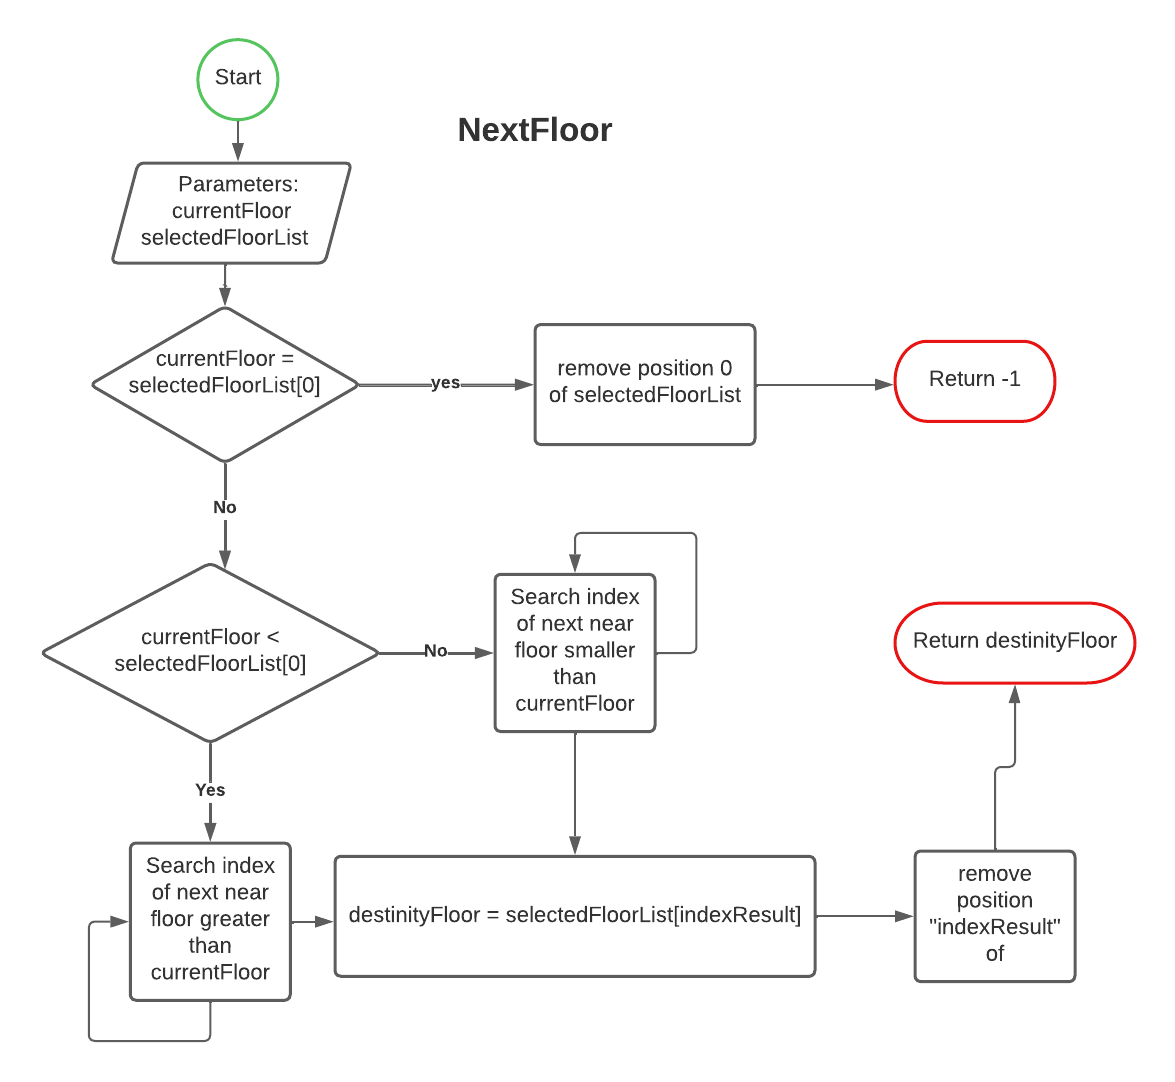 Start
NextFloor
Parameters:
currentFloor
selectedFloorList
currentFloor =
selectedFloorList[0]
yes
remove position 0
of selectedFloorList
Return -1
No
currentFloor <
selectedFloorList[0]
No
Search index
of next near
floor smaller
than
currentFloor
Return destinityFloor
Yes
Search index
of next near
floor greater
than
currentFloor
destinityFloor = selectedFloorList[indexResult]
remove
position
"indexResult"
of